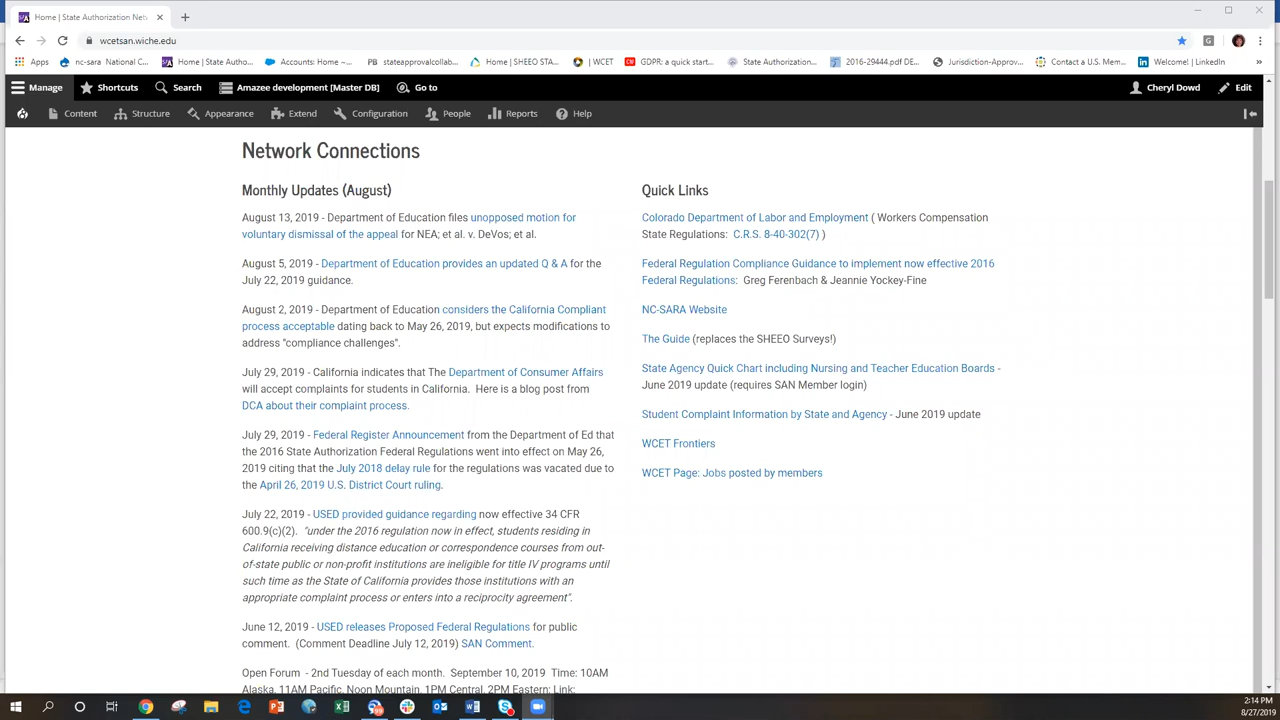 Home | State Authorization Netw
wcetsan.wiche.edu
Apps
nc-sara National C...
Home | State Autho...
Accounts: Home –...
stateapprovalcollab...
Home | SHEEO STA...
| WCET
GDPR: a quick start...
State Authorization...
2016-29444.pdf DE...
Jurisdiction-Approv...
Contact a U.S. Mem...
Welcome! | LinkedIn
»
Manage
Shortcuts
Search
Amazee development [Master DB]
Go to
Cheryl Dowd
Edit
Content
Structure
Appearance
Extend
Configuration
People
Reports
Help
Network Connections
Monthly Updates (August)
August 13, 2019 - Department of Education files unopposed motion for
voluntary dismissal of the appeal for NEA; et al. v. DeVos; et al.
August 5, 2019 - Department of Education provides an updated Q & A for the
July 22, 2019 guidance.
August 2, 2019 - Department of Education considers the California Compliant
process acceptable dating back to May 26, 2019, but expects modifications to
address "compliance challenges".
July 29, 2019 - California indicates that The Department of Consumer Affairs
will accept complaints for students in California. Here is a blog post from
DCA about their complaint process.
July 29, 2019 - Federal Register Announcement from the Department of Ed that
the 2016 State Authorization Federal Regulations went into effect on May 26,
2019 citing that the July 2018 delay rule for the regulations was vacated due to
the April 26, 2019 U.S. District Court ruling.
July 22, 2019 - USED provided guidance regarding now effective 34 CFR
600.9(c)(2). "under the 2016 regulation now in effect, students residing in
California receiving distance education or correspondence courses from out-
of-state public or non-profit institutions are ineligible for title IV programs until
such time as the State of California provides those institutions with an
appropriate complaint process or enters into a reciprocity agreement".
June 12, 2019 - USED releases Proposed Federal Regulations for public
comment. (Comment Deadline July 12, 2019) SAN Comment.
Open Forum - 2nd Tuesday of each month. September 10, 2019 Time: 10AM
Alaska, 11AM Pacific, Noon Mountain, 1PM Central, 2PM Eastern; Link:
Quick Links
Colorado Department of Labor and Employment ( Workers Compensation
State Regulations: C.R.S. 8-40-302(7) )
Federal Regulation Compliance Guidance to implement now effective 2016
Federal Regulations: Greg Ferenbach & Jeannie Yockey-Fine
NC-SARA Website
The Guide (replaces the SHEEO Surveys!)
State Agency Quick Chart including Nursing and Teacher Education Boards -
June 2019 update (requires SAN Member login)
Student Complaint Information by State and Agency - June 2019 update
WCET Frontiers
WCET Page: Jobs posted by members
2:14 PM
8/27/2019